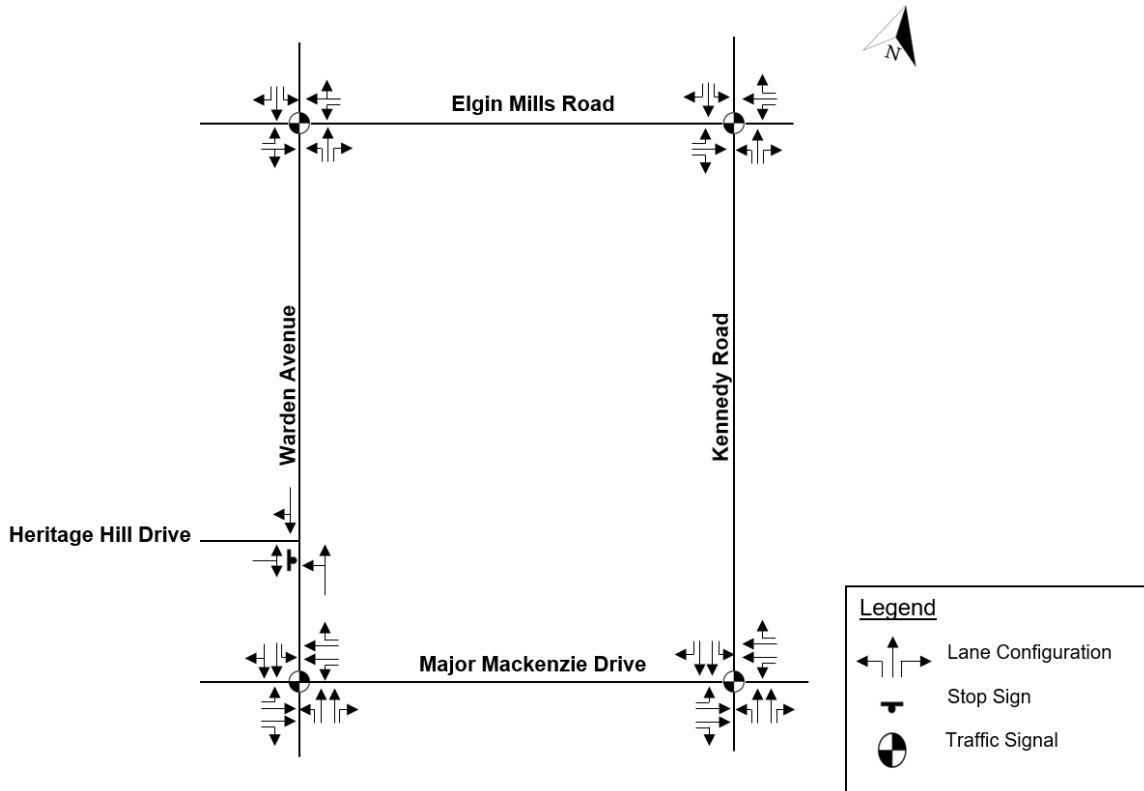 N
Elgin Mills Road
Warden Avenue
Kennedy Road
Heritage Hill Drive
Major Mackenzie Drive
Legend
Lane Configuration
Stop Sign
Traffic Signal